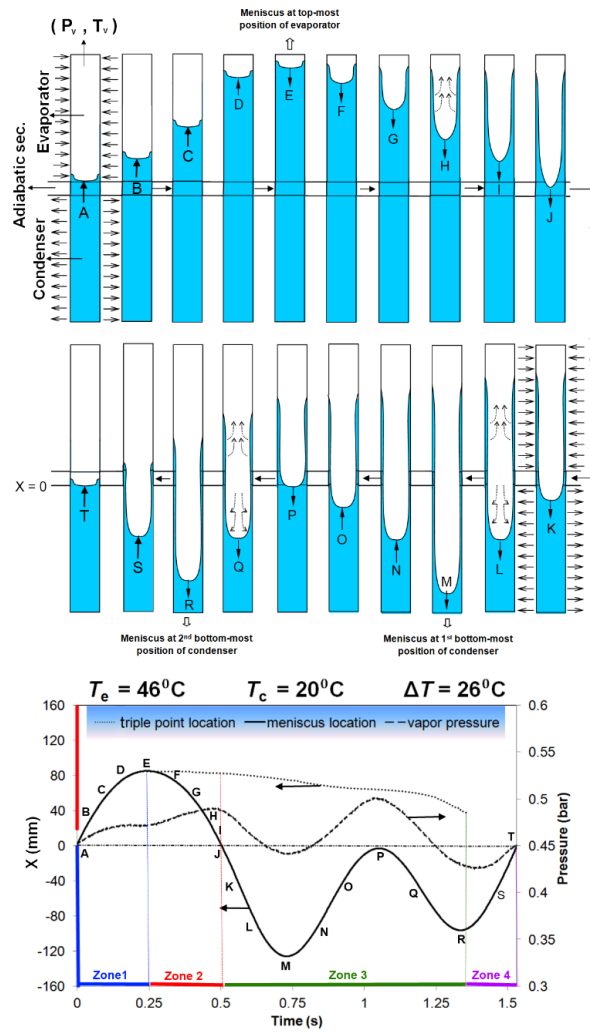 Meniscus at top-most
position of evaporator
( Pv , Tv )
Adiabatic sec.
Evaporator
Condenser
A
B
C
D
E
F
G
H
I
J
X = 0
T
S
R
Q
P
O
N
M
L
K
Meniscus at 2nd bottom-most
position of condenser
Meniscus at 1st bottom-most
position of condenser
Te = 46⁰C Tc = 20⁰C ΔT = 26⁰C
triple point location meniscus location vapor pressure
X (mm)
160
120
80
40
0
-40
-80
-120
-160
Pressure (bar)
0.6
0.55
0.5
0.45
0.4
0.35
0.3
A
B
C
D
E
F
G
H
I
J
K
L
M
N
O
P
Q
R
S
T
Zone1 Zone 2 Zone 3 Zone 4
0 0.25 0.5 0.75 1 1.25 1.5
Time (s)